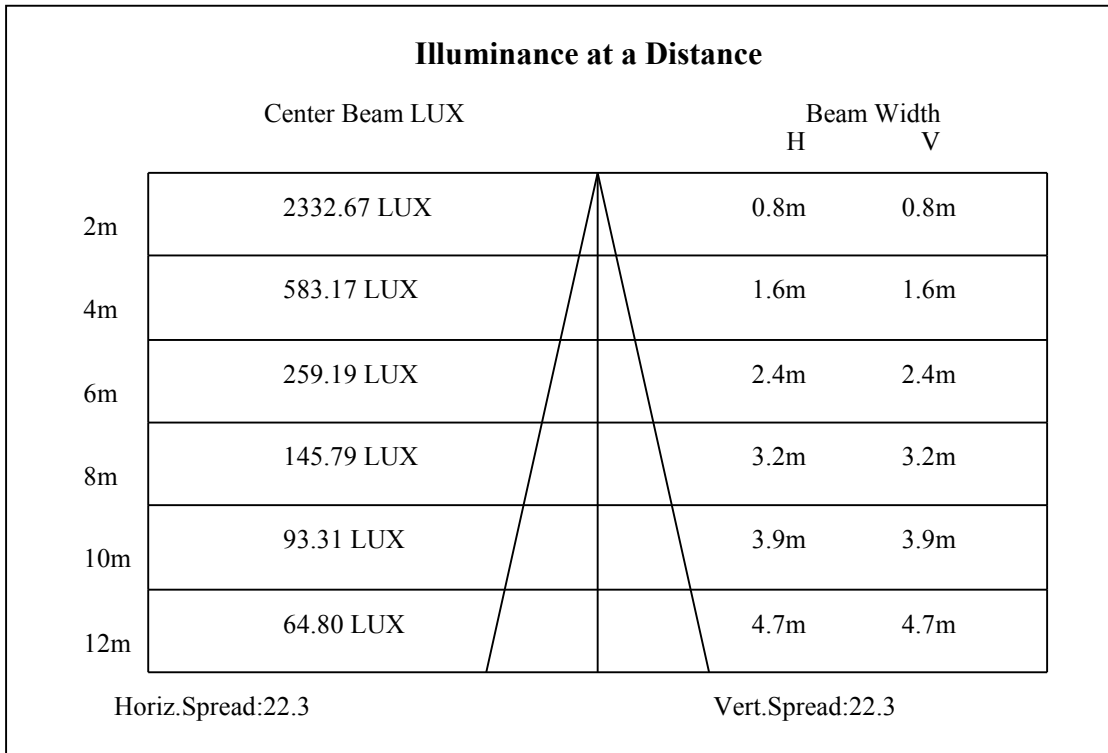 Illuminance at a Distance
Center Beam LUX Beam Width
H V
2m 2332.67 LUX 0.8m 0.8m
4m 583.17 LUX 1.6m 1.6m
6m 259.19 LUX 2.4m 2.4m
8m 145.79 LUX 3.2m 3.2m
10m 93.31 LUX 3.9m 3.9m
12m 64.80 LUX 4.7m 4.7m
Horiz.Spread:22.3 Vert.Spread:22.3